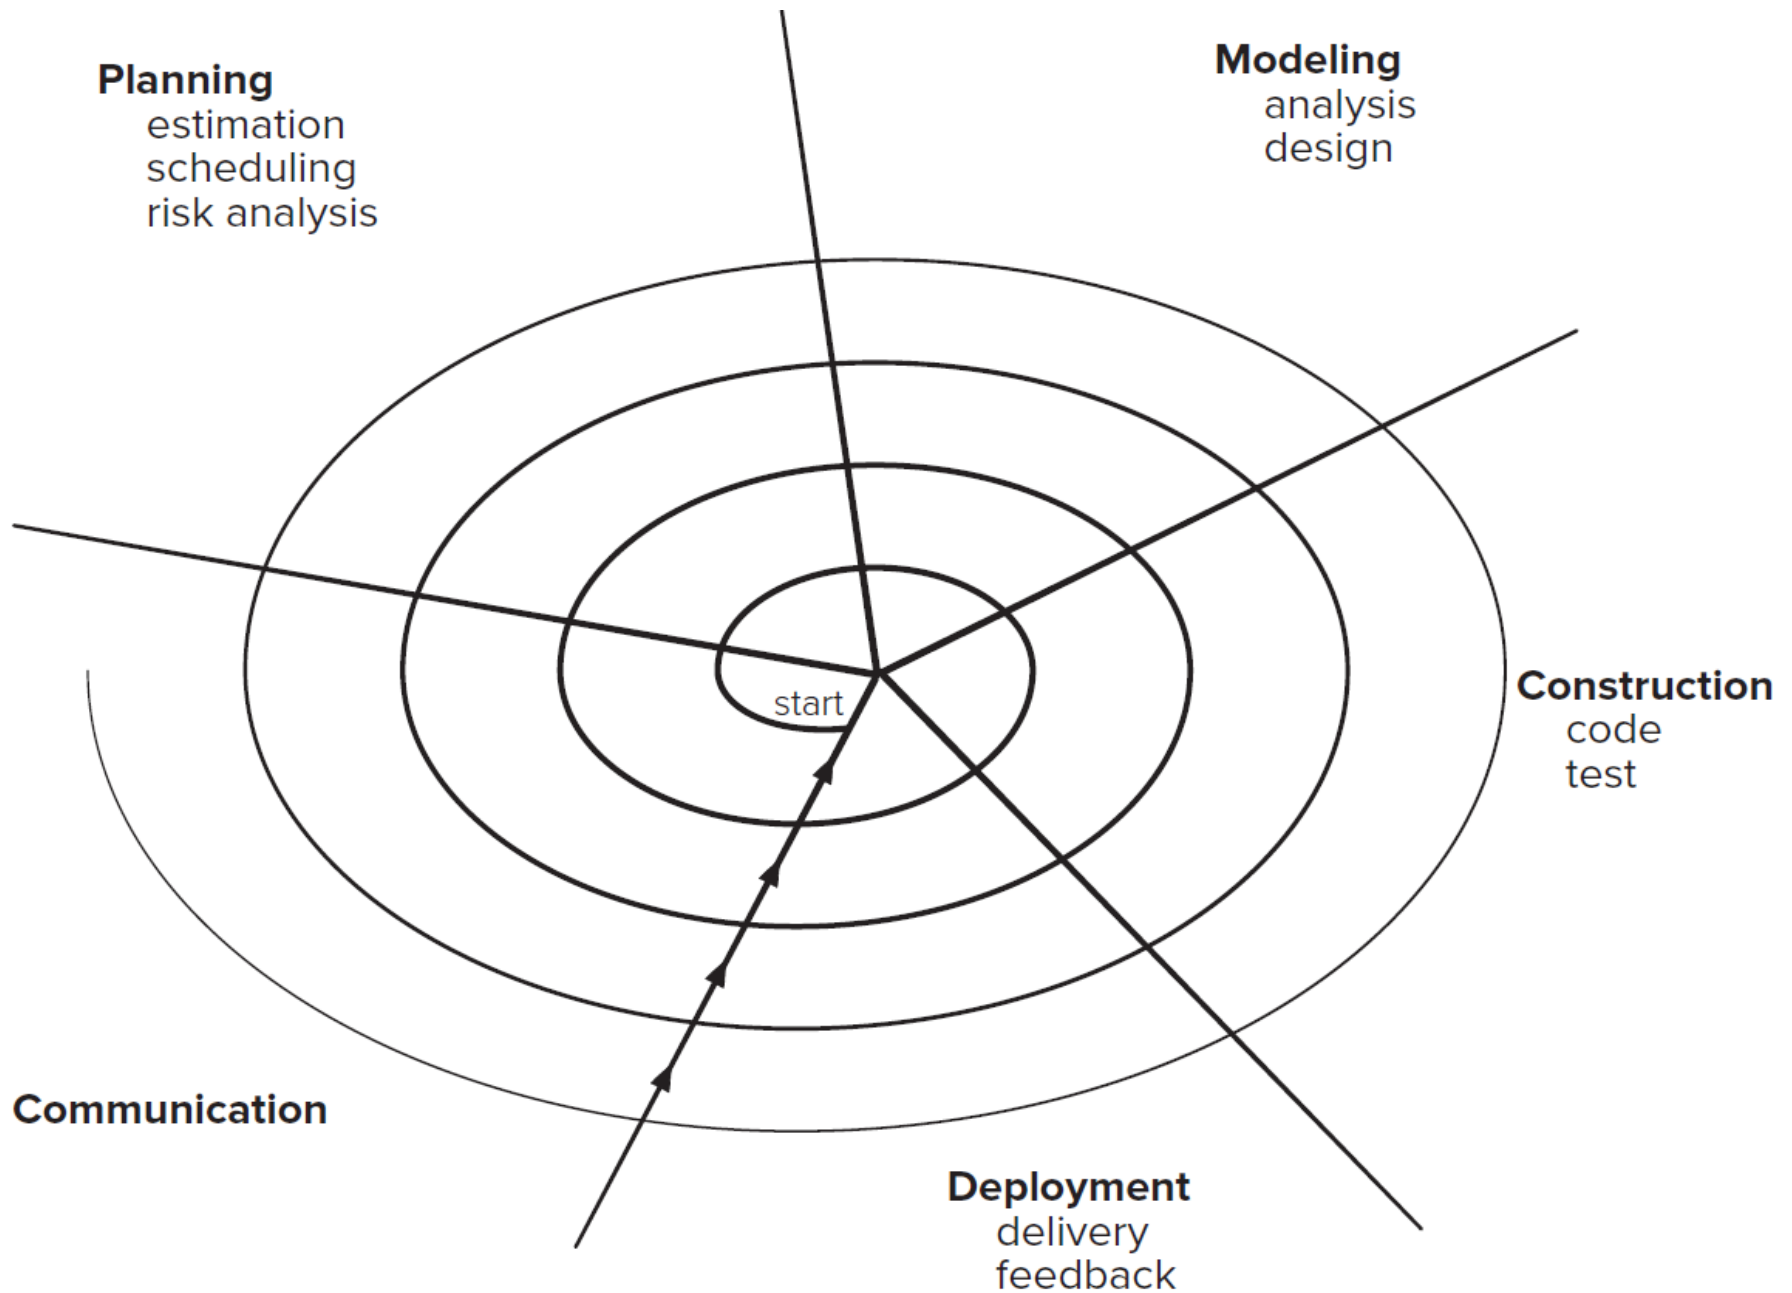 Planning
estimation
scheduling
risk analysis
Modeling
analysis
design
start
Construction
code
test
Communication
Deployment
delivery
feedback